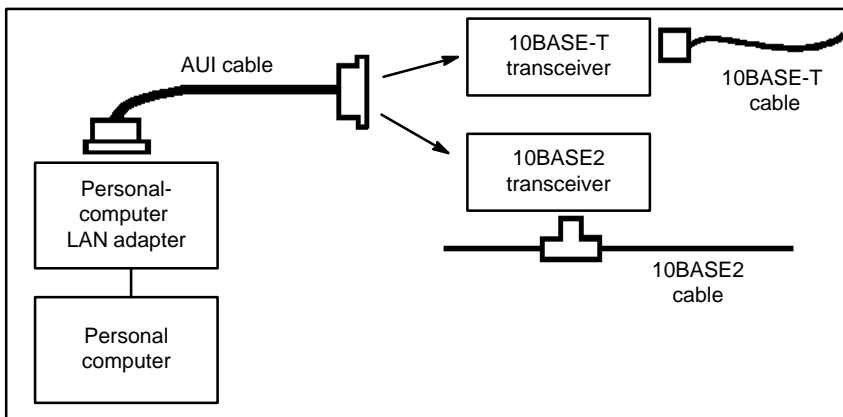 AUI cable
10BASE-T
transceiver
10BASE-T
cable
10BASE2
transceiver
10BASE2
cable
Personal-
computer
LAN adapter
Personal
computer